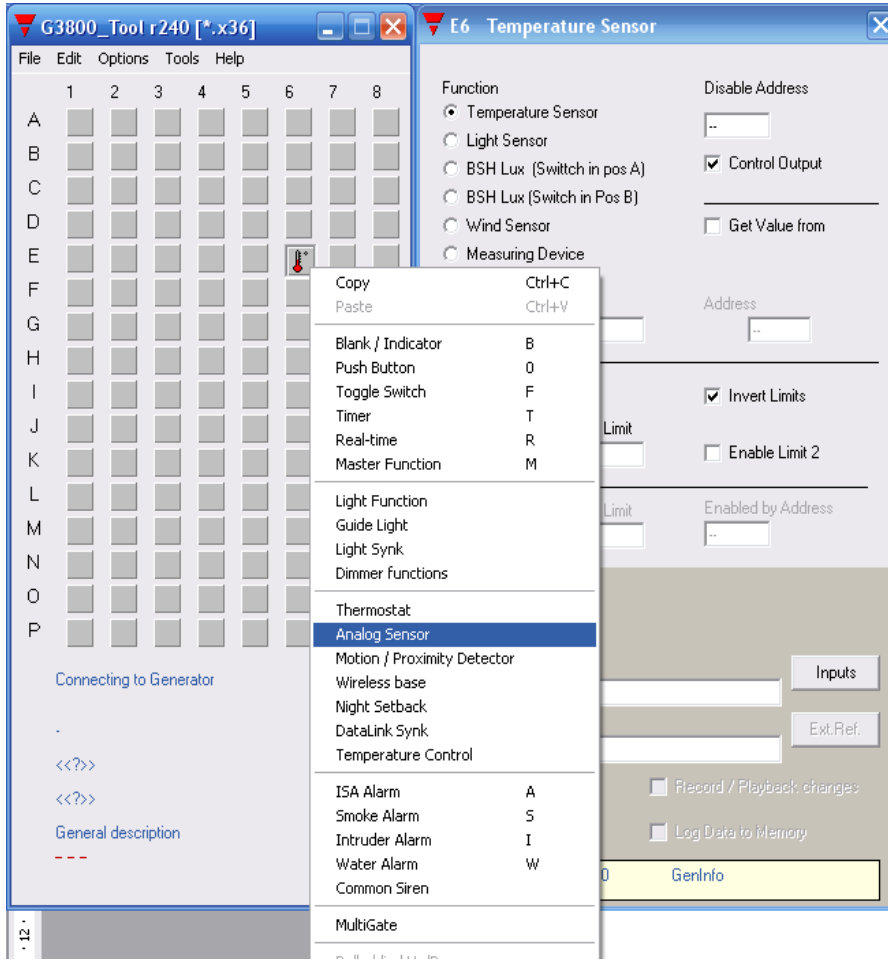 G3800_Tool r240 [*.x36]
File Edit Options Tools Help
1 2 3 4 5 6 7 8
A
B
C
D
E
F
G
H
I
J
K
L
M
N
O
P
Connecting to Generator
-
<<?>>
<<?>>
General description
---
Copy Ctrl+C
Paste Ctrl+V
Blank / Indicator B
Push Button 0
Toggle Switch F
Timer T
Real-time R
Master Function M
Light Function
Guide Light
Light Synk
Dimmer functions
Thermostat
Analog Sensor
Motion / Proximity Detector
Wireless base
Night Setback
DataLink Synk
Temperature Control
ISA Alarm A
Smoke Alarm S
Intruder Alarm I
Water Alarm W
Common Siren
MultiGate
E6 Temperature Sensor
Function
Temperature Sensor
Light Sensor
BSH Lux (Swittch in pos A)
BSH Lux (Switch in Pos B)
Wind Sensor
Measuring Device
Disable Address
--
Control Output
Get Value from
Address
--
Invert Limits
Limit
Enable Limit 2
Limit
Enabled by Address
--
Inputs
Ext.Ref.
Record / Playback changes
Log Data to Memory
0 GenInfo
12